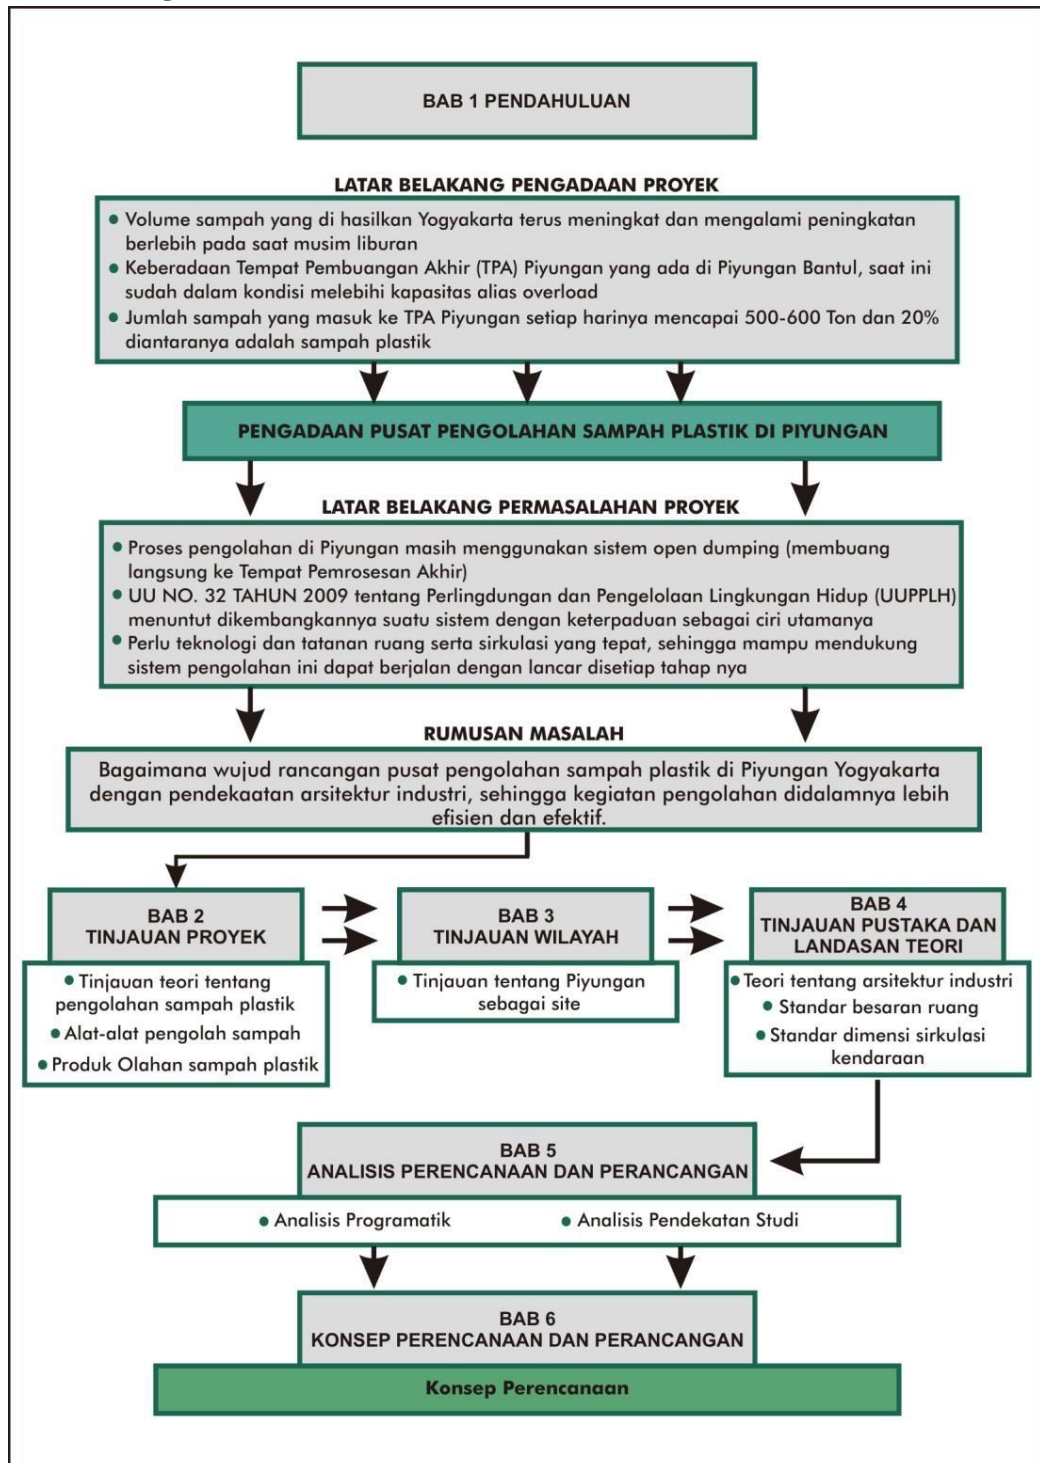 BAB 1 PENDAHULUAN
LATAR BELAKANG PENGADAAN PROYEK
Volume sampah yang di hasilkan Yogyakarta terus meningkat dan mengalami peningkatan
berlebih pada saat musim liburan
Keberadaan Tempat Pembuangan Akhir (TPA) Piyungan yang ada di Piyungan Bantul, saat ini
sudah dalam kondisi melebihi kapasitas alias overload
Jumlah sampah yang masuk ke TPA Piyungan setiap harinya mencapai 500-600 Ton dan 20%
diantaranya adalah sampah plastik
PENGADAAN PUSAT PENGOLAHAN SAMPAH PLASTIK DI PIYUNGAN
LATAR BELAKANG PERMASALAHAN PROYEK
Proses pengolahan di Piyungan masih menggunakan sistem open dumping (membuang
langsung ke Tempat Pemrosesan Akhir)
UU NO. 32 TAHUN 2009 tentang Perlingdungan dan Pengelolaan Lingkungan Hidup (UUPPLH)
menuntut dikembangkannya suatu sistem dengan keterpaduan sebagai ciri utamanya
Perlu teknologi dan tatanan ruang serta sirkulasi yang tepat, sehingga mampu mendukung
sistem pengolahan ini dapat berjalan dengan lancar disetiap tahap nya
RUMUSAN MASALAH
Bagaimana wujud rancangan pusat pengolahan sampah plastik di Piyungan Yogyakarta
dengan pendekaatan arsitektur industri, sehingga kegiatan pengolahan didalamnya lebih
efisien dan efektif.
BAB 2
TINJAUAN PROYEK
Tinjauan teori tentang
pengolahan sampah plastik
Alat-alat pengolah sampah
Produk Olahan sampah plastik
BAB 3
TINJAUAN WILAYAH
Tinjauan tentang Piyungan
sebagai site
BAB 4
TINJAUAN PUSTAKA DAN
LANDASAN TEORI
Teori tentang arsitektur industri
Standar besaran ruang
Standar dimensi sirkulasi
kendaraan
BAB 5
ANALISIS PERENCANAAN DAN PERANCANGAN
Analisis Programatik
Analisis Pendekatan Studi
BAB 6
KONSEP PERENCANAAN DAN PERANCANGAN
Konsep Perencanaan